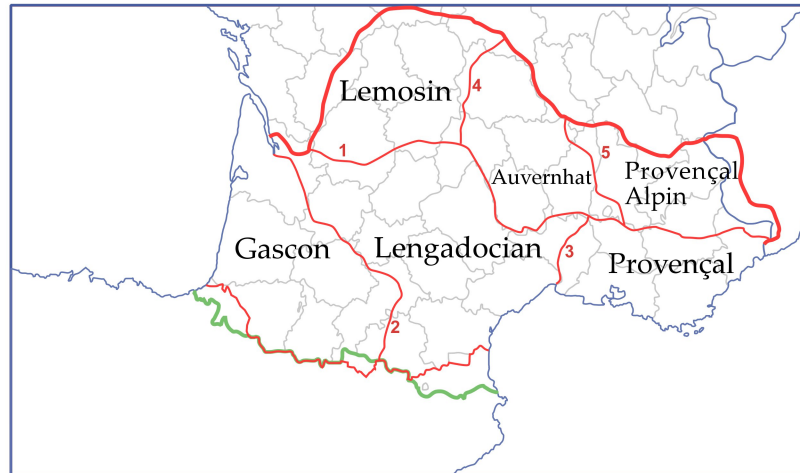 4
Lemosin
1
5
Auvernhat
Provençal
Alpin
Gascon
Lengadocian
3
Provençal
2